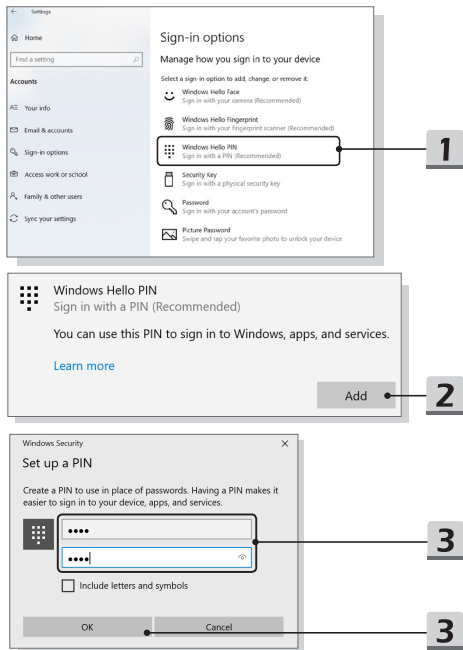 Settings
Home
Find a setting
Accounts
Your info
Email & accounts
Sign-in options
Access work or school
Family & other users
Sync your settings
Sign-in options
Manage how you sign in to your device
Select a sign-in option to add, change, or remove it.
Windows Hello Face
Sign in with your camera (Recommended)
Windows Hello Fingerprint
Sign in with your fingerprint scanner (Recommended)
Windows Hello PIN
Sign in with a PIN (Recommended)
Security Key
Sign in with a physical security key
Password
Sign in with your account's password
Picture Password
Swipe and tap your favorite photo to unlock your device
1
Windows Hello PIN
Sign in with a PIN (Recommended)
You can use this PIN to sign in to Windows, apps, and services.
Learn more
Add
2
Windows Security
Set up a PIN
Create a PIN to use in place of passwords. Having a PIN makes it
easier to sign in to your device, apps, and services.
••••
••••
3
Include letters and symbols
OK
Cancel
3